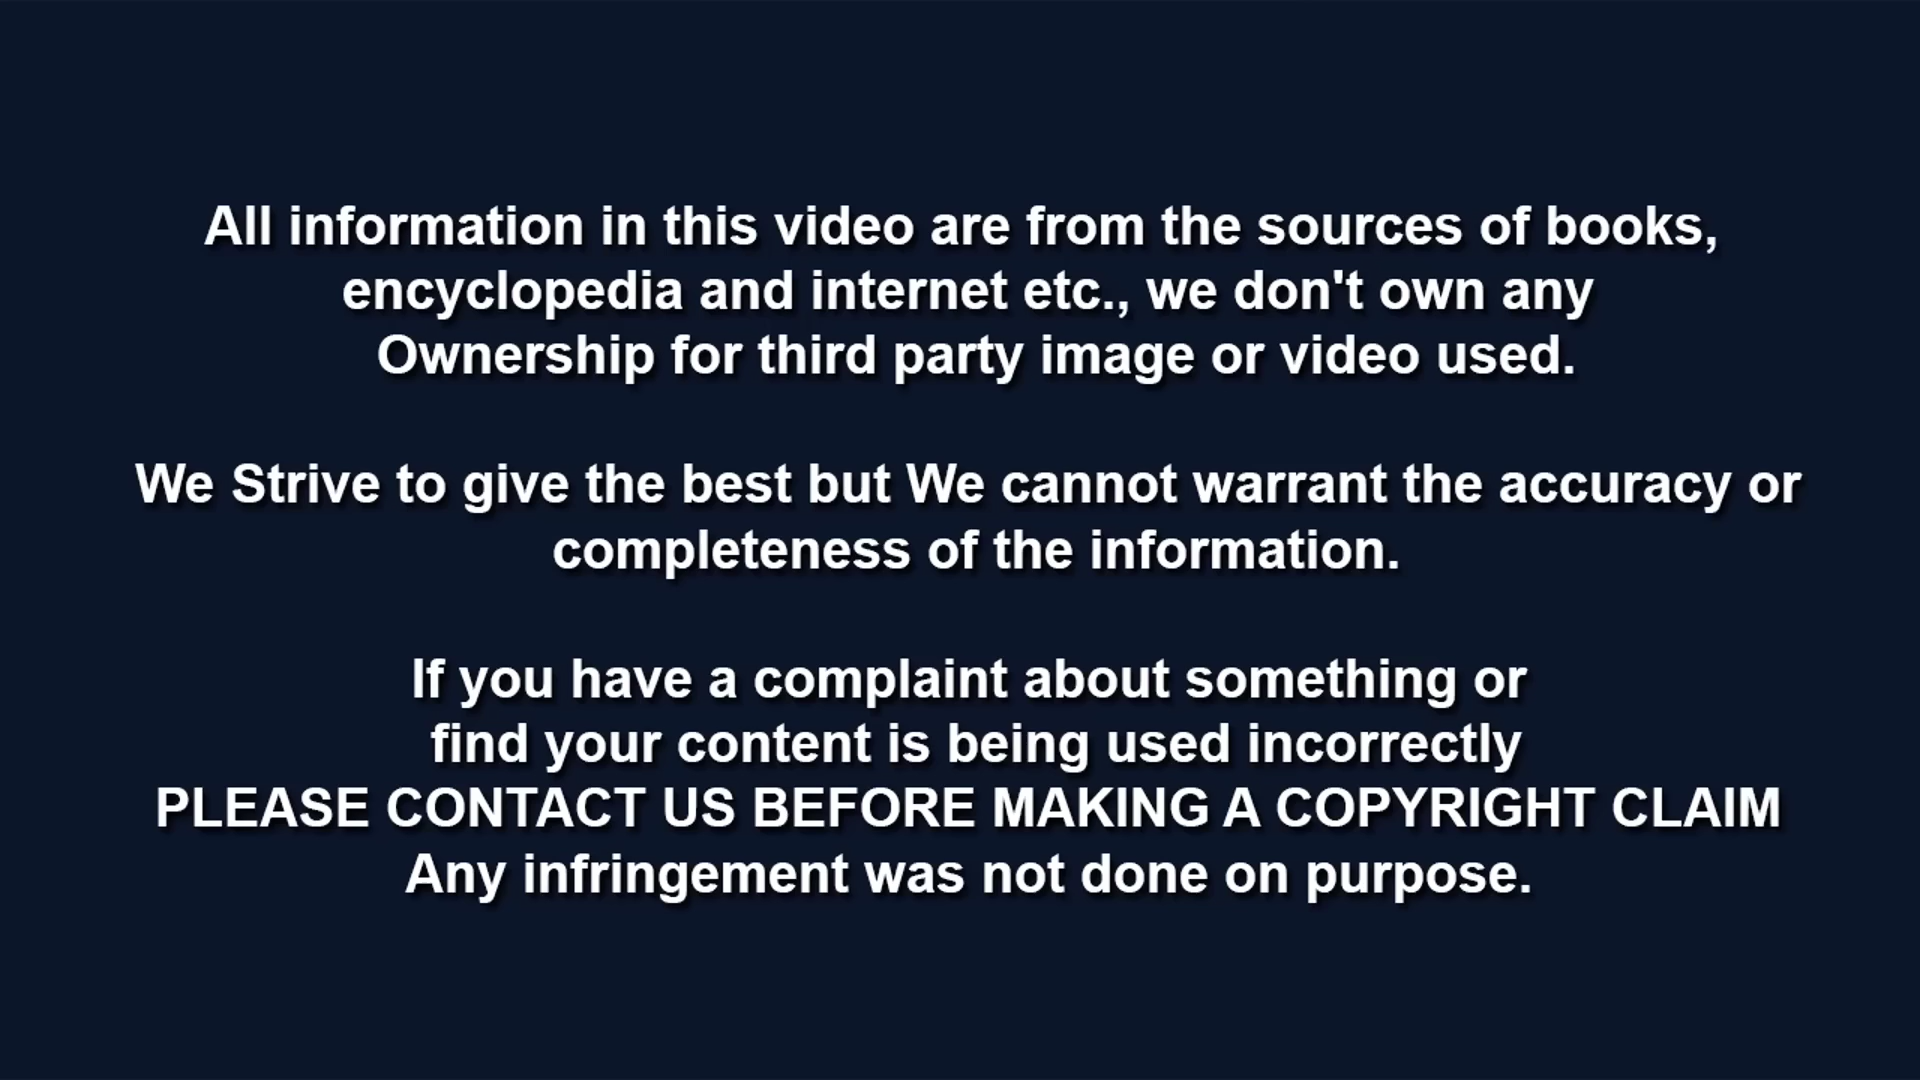 All information in this video are from the sources of books,
encyclopedia and internet etc., we don't own any
Ownership for third party image or video used.
We Strive to give the best but We cannot warrant the accuracy or
completeness of the information.
If you have a complaint about something or
find your content is being used incorrectly
PLEASE CONTACT US BEFORE MAKING A COPYRIGHT CLAIM
Any infringement was not done on purpose.